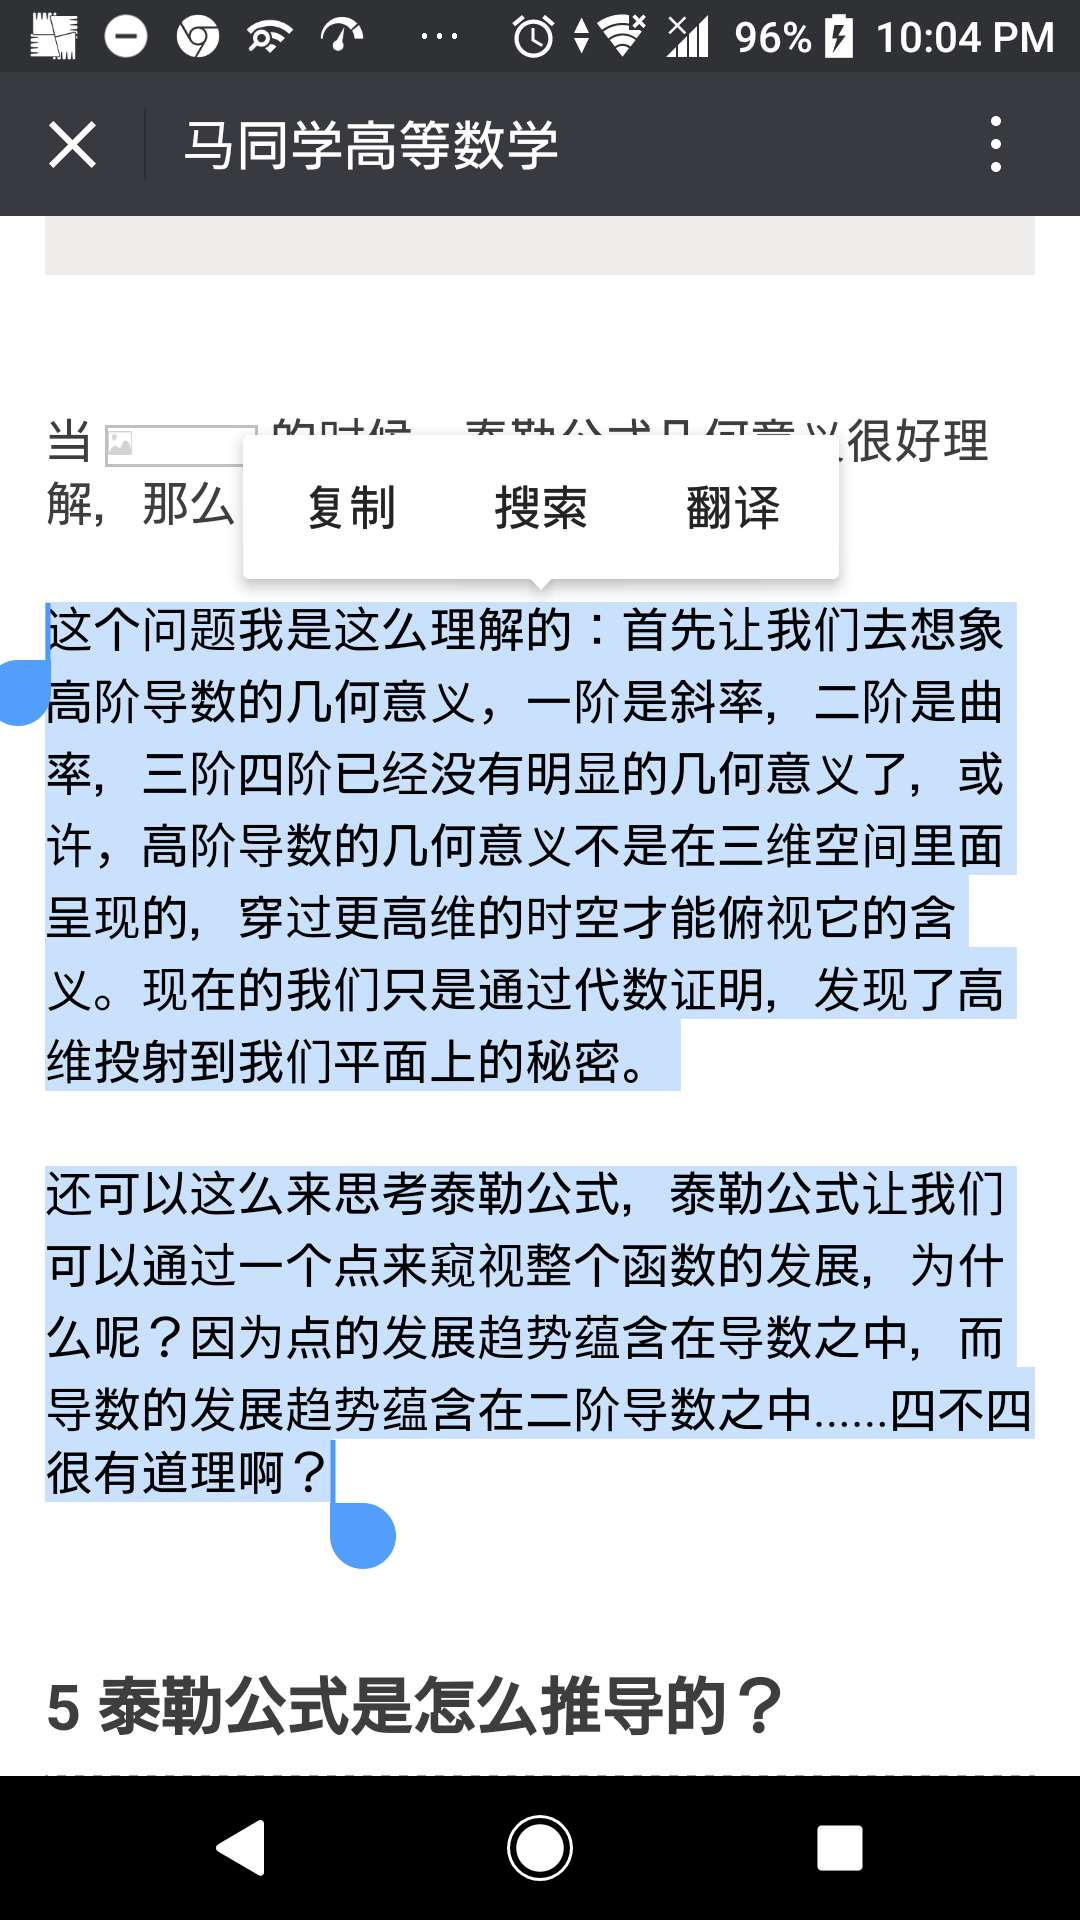 96% 10:04 PM
马同学高等数学
当 很好理
解，那么
复制 搜索 翻译
这个问题我是这么理解的：首先让我们去想象
高阶导数的几何意义，一阶是斜率，二阶是曲
率，三阶四阶已经没有明显的几何意义了，或
许，高阶导数的几何意义不是在三维空间里面
呈现的，穿过更高维的时空才能俯视它的含
义。现在的我们只是通过代数证明，发现了高
维投射到我们平面上的秘密。
还可以这么来思考泰勒公式，泰勒公式让我们
可以通过一个点来窥视整个函数的发展，为什
么呢？因为点的发展趋势蕴含在导数之中，而
导数的发展趋势蕴含在二阶导数之中......四不四
很有道理啊？
5 泰勒公式是怎么推导的？